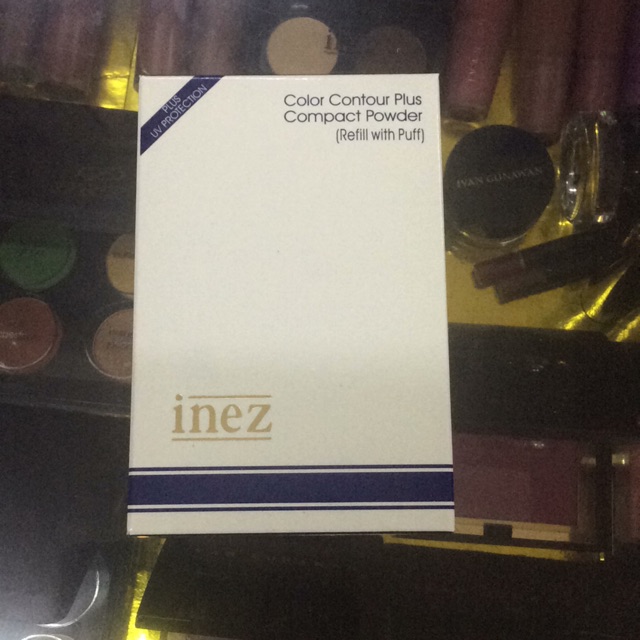 PLUS
UV PROTECTION
Color Contour Plus
Compact Powder
(Refill with Puff)
inez
IVAN GUNAWAN